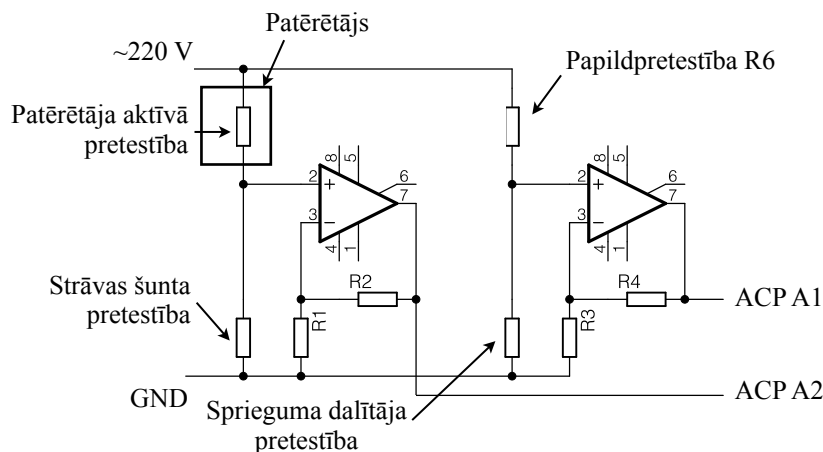 Patērētājs
~220 V
Papildpretestība R6
Patērētāja aktīvā
pretestība
8
5
6
2
+
7
3
−
4
1
8
5
6
2
+
7
3
−
4
1
R2
R4
Strāvas šunta
pretestība
R1
R3
ACP A1
GND
ACP A2
Sprieguma dalītāja
pretestība